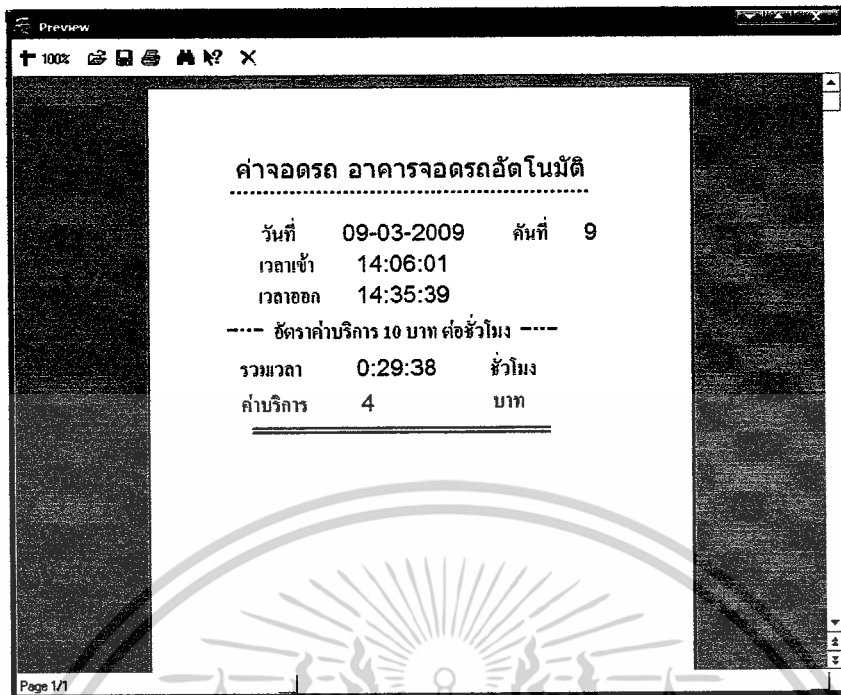 Preview
100%
ค่าจอดรถ อาคารจอดรถอัตโนมัติ
วันที่ 09-03-2009 คันที่ 9
เวลาเข้า 14:06:01
เวลาออก 14:35:39
---- อัตราค่าบริการ 10 บาท ต่อชั่วโมง ----
รวมเวลา 0:29:38 ชั่วโมง
ค่าบริการ 4 บาท
Page 1/1